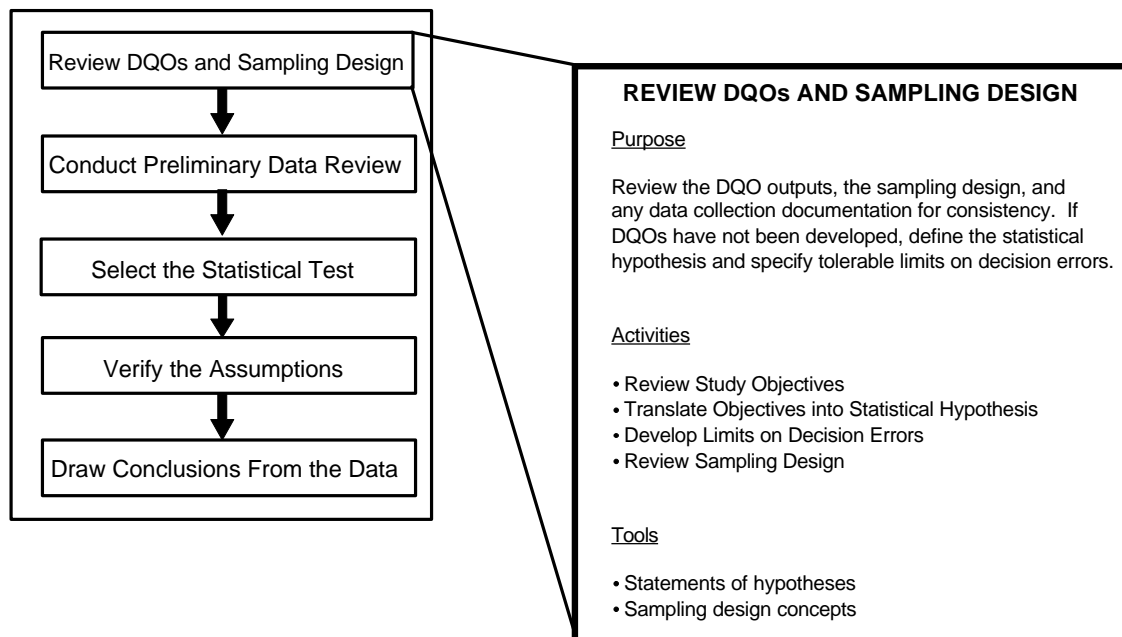 Review DQOs and Sampling Design
Conduct Preliminary Data Review
Select the Statistical Test
Verify the Assumptions
Draw Conclusions From the Data
REVIEW DQOs AND SAMPLING DESIGN
Purpose
Review the DQO outputs, the sampling design, and
any data collection documentation for consistency. If
DQOs have not been developed, define the statistical
hypothesis and specify tolerable limits on decision errors.
Activities
• Review Study Objectives
• Translate Objectives into Statistical Hypothesis
• Develop Limits on Decision Errors
• Review Sampling Design
Tools
• Statements of hypotheses
• Sampling design concepts